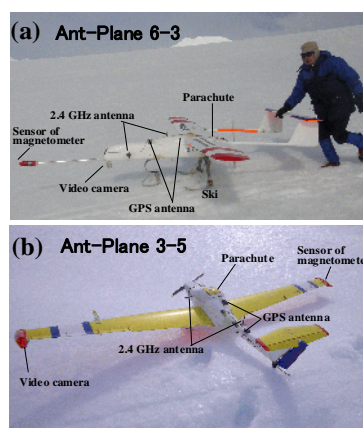 (a) Ant-Plane 6-3
Parachute
2.4 GHz antenna
Sensor of
magnetometer
Video camera
GPS antenna
Ski
(b) Ant-Plane 3-5
Sensor of
magnetometer
Parachute
GPS antenna
2.4 GHz antenna
Video camera